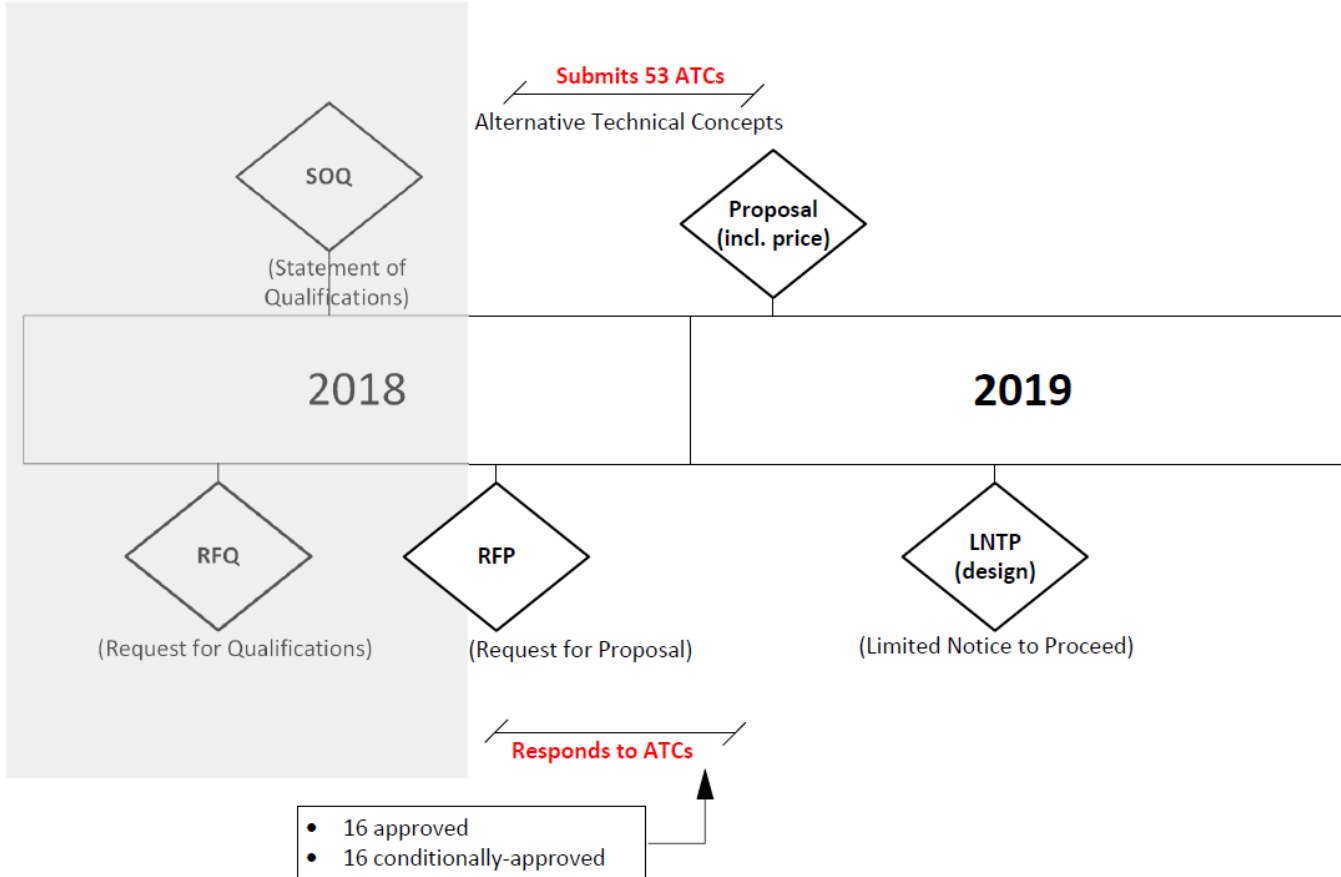 Submits 53 ATCs
Alternative Technical Concepts
SOQ
(Statement of
Qualifications)
Proposal
(incl. price)
2018
2019
RFQ
(Request for Qualifications)
RFP
(Request for Proposal)
LNTP
(design)
(Limited Notice to Proceed)
Responds to ATCs
• 16 approved
• 16 conditionally-approved